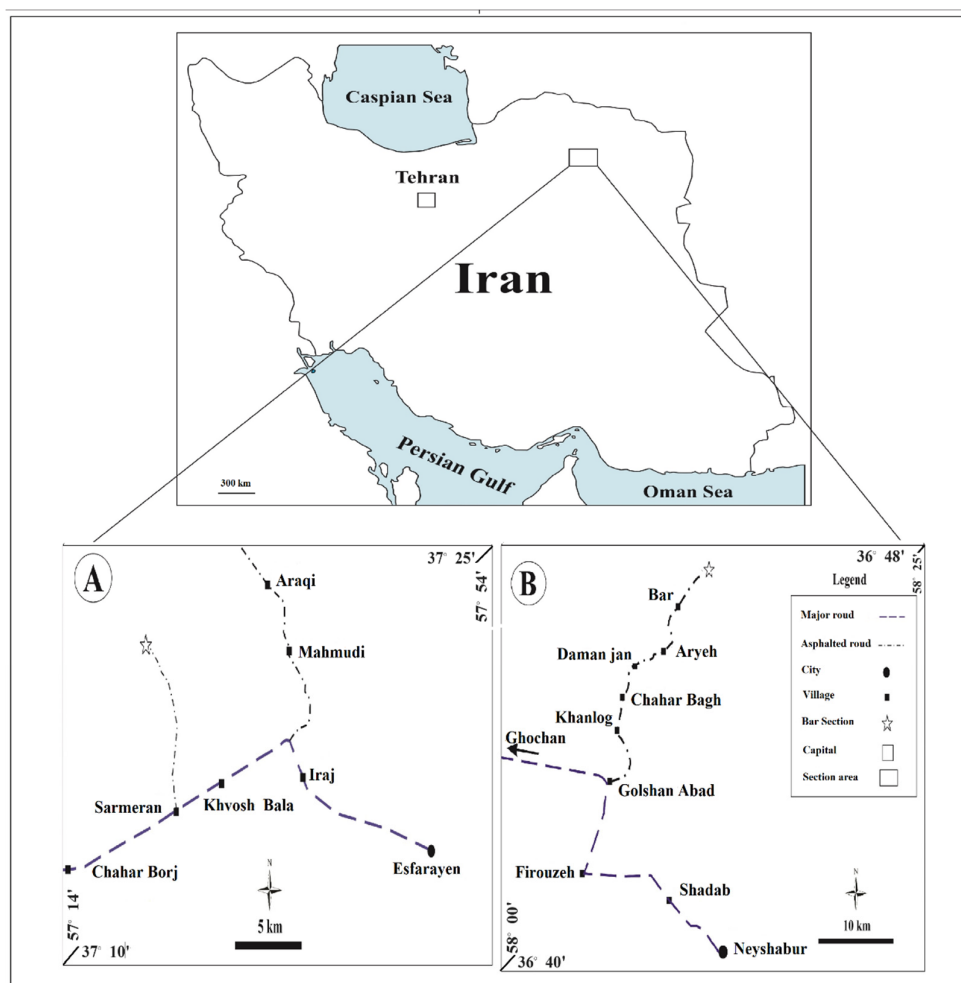 Caspian Sea
Tehran
Iran
Persian Gulf
Oman Sea
300 km
A
37° 25'
57° 54'
Araqi
Mahmudi
Iraj
Khvosh Bala
Sarmeran
Chahar Borj
Esfarayen
N
5 km
57° 14'
37° 10'
B
36° 48'
58° 25'
Legend
Major roud
Asphalted roud
City
Village
Bar Section
Capital
Section area
Bar
Aryeh
Daman jan
Chahar Bagh
Khanlog
Ghochan
Golshan Abad
Firouzeh
Shadab
Neyshabur
N
10 km
58° 00'
36° 40'